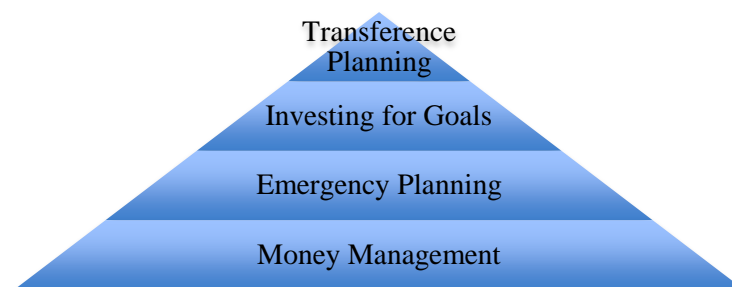 Transference
Planning
Investing for Goals
Emergency Planning
Money Management